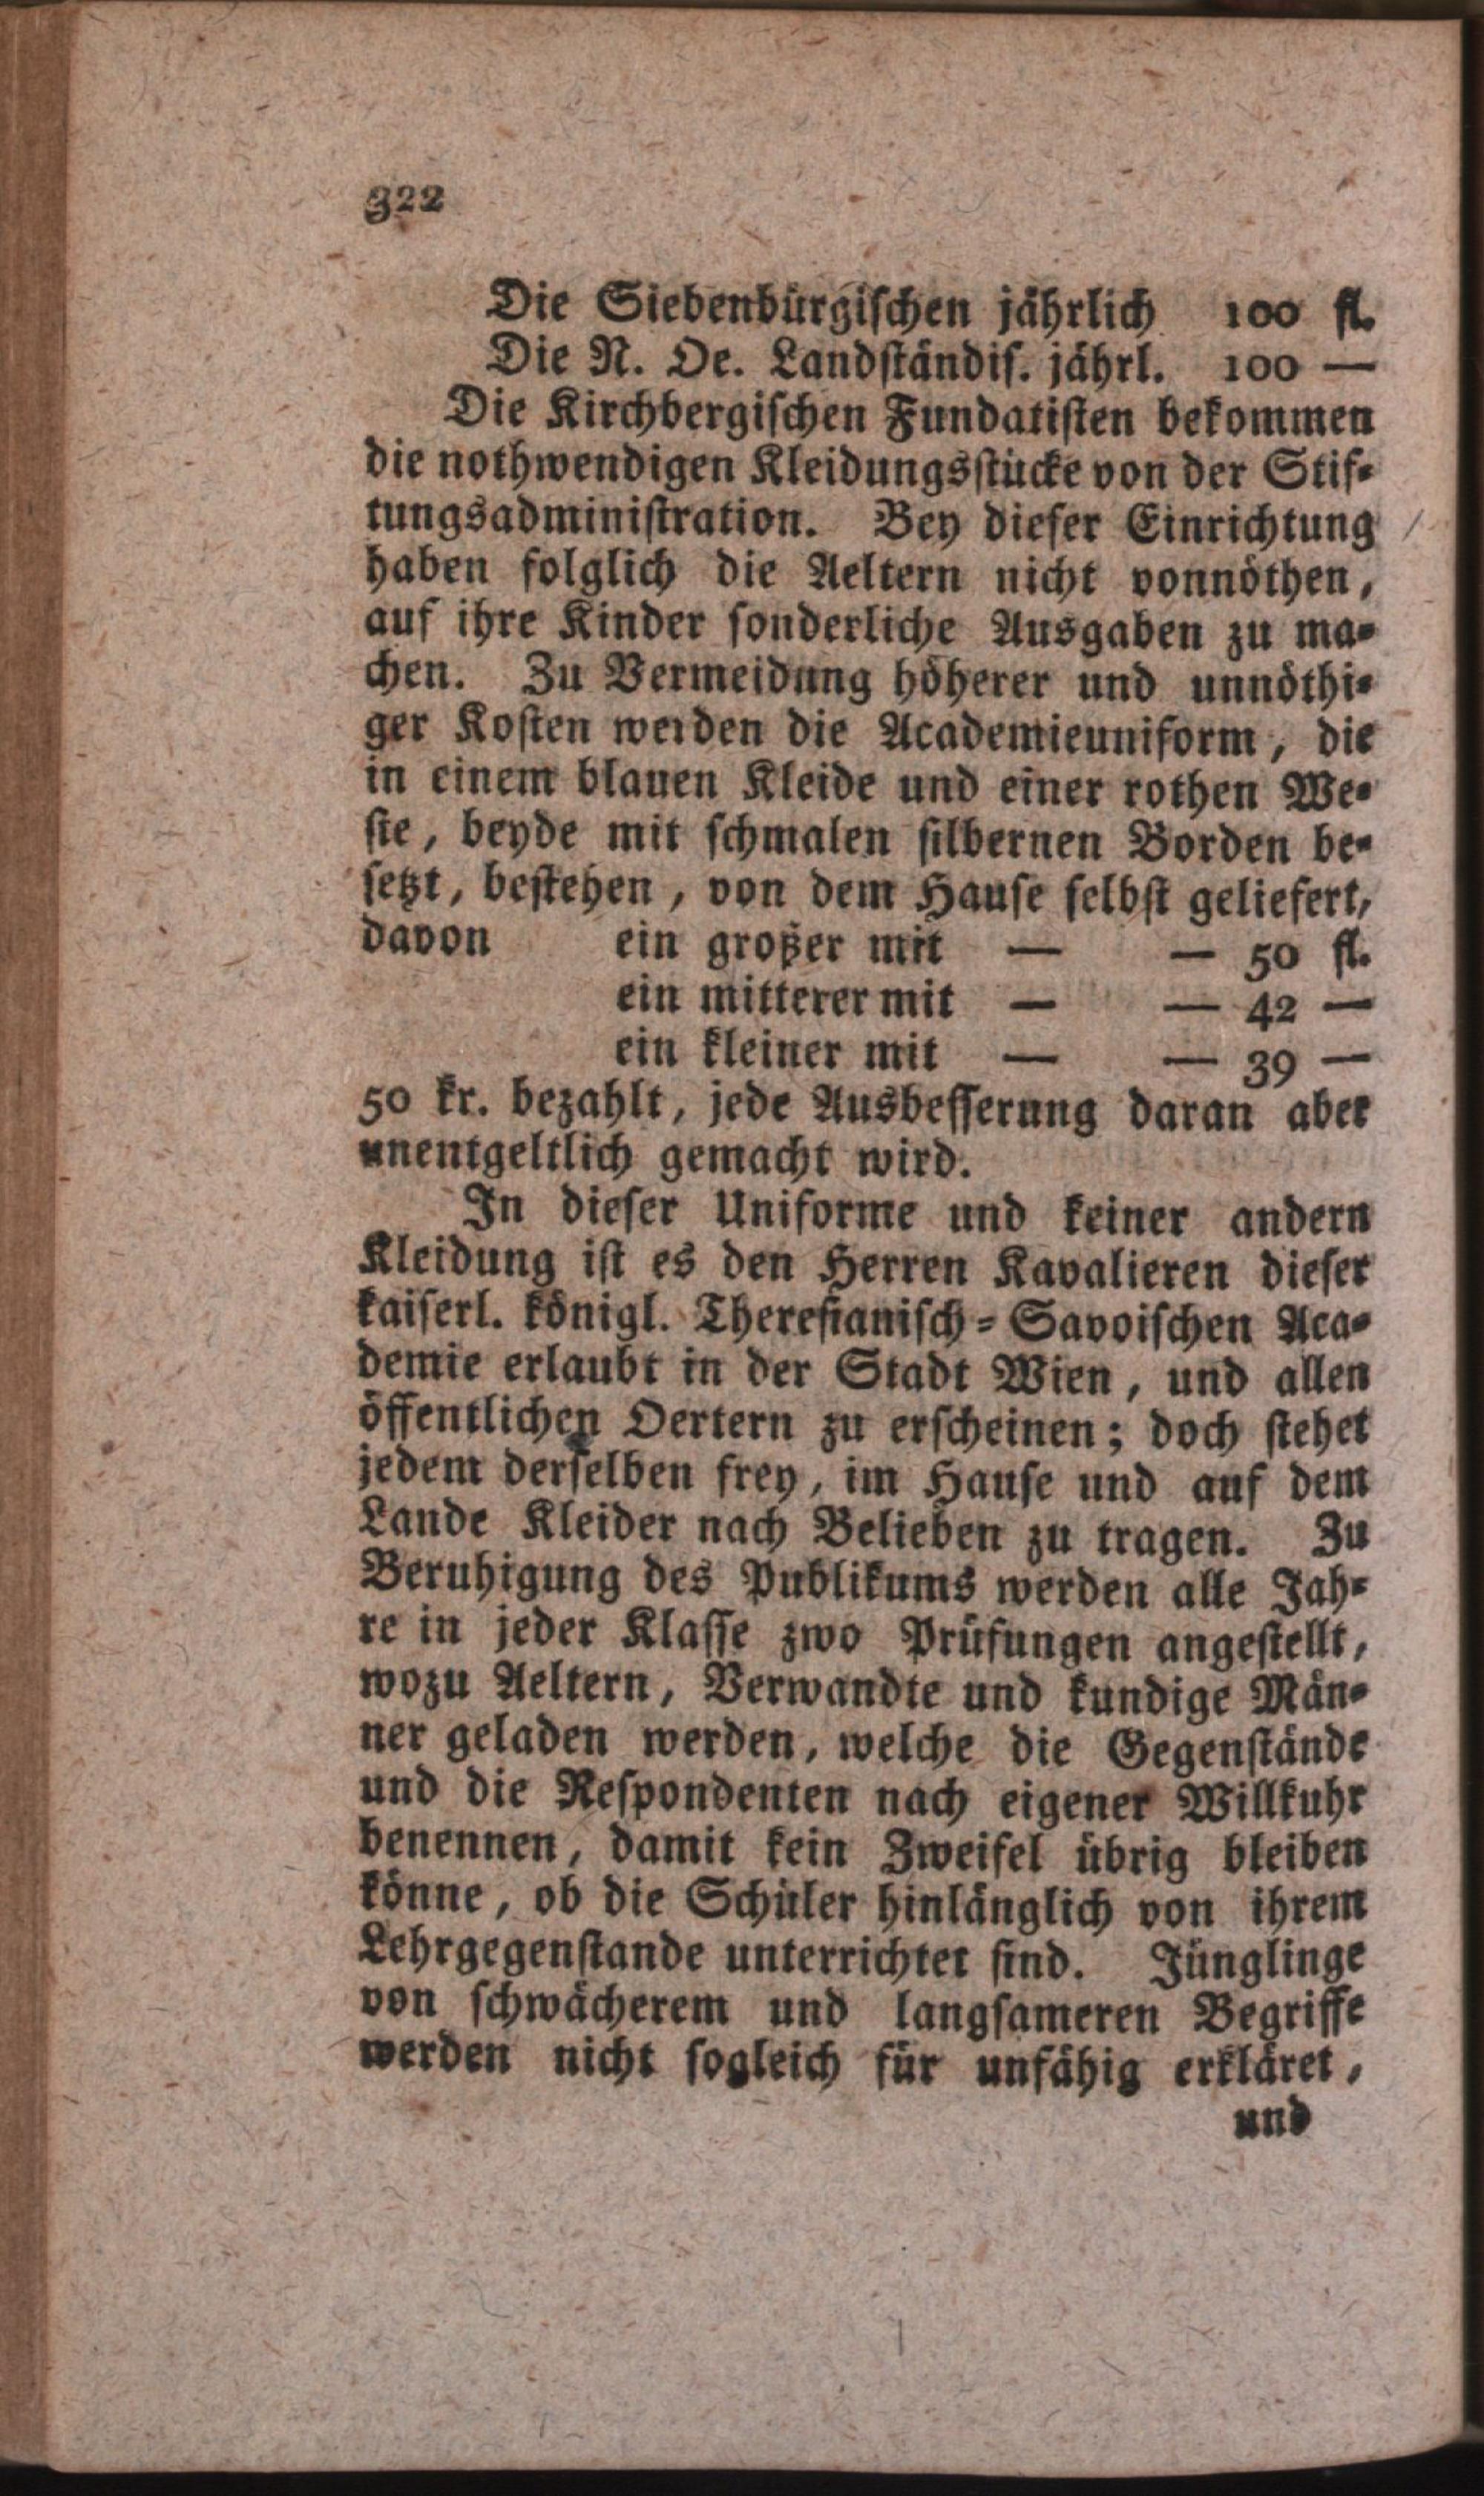 322
Die Siebenbürgischen jährlich 100 fl.
Die N. Oe. Landständis. jährl. 100 —
Die Kirchbergischen Fundatisten bekommen
die nothwendigen Kleidungsstücke von der Stif-
tungsadministration. Bey dieser Einrichtung
haben folglich die Aeltern nicht vonnöthen,
auf ihre Kinder sonderliche Ausgaben zu ma-
chen. Zu Vermeidung höherer und unnöthi-
ger Kosten werden die Academieuniform, die
in einem blauen Kleide und einer rothen We-
ste, beyde mit schmalen silbernen Borden be-
setzt, bestehen, von dem Hause selbst geliefert,
davon ein großer mit — — 50 fl.
ein mitterer mit — — 42 —
ein kleiner mit — — 39 —
50 kr. bezahlt, jede Ausbesserung daran aber
unentgeltlich gemacht wird.
In dieser Uniforme und keiner andern
Kleidung ist es den Herren Kavalieren dieser
kaiserl. königl. Theresianisch-Savoischen Aca-
demie erlaubt in der Stadt Wien, und allen
öffentlichen Oertern zu erscheinen; doch stehet
jedem derselben frey, im Hause und auf dem
Lande Kleider nach Belieben zu tragen. Zu
Beruhigung des Publikums werden alle Jah-
re in jeder Klasse zwo Prüfungen angestellt,
wozu Aeltern, Verwandte und kundige Män-
ner geladen werden, welche die Gegenstände
und die Respondenten nach eigener Willkuhr
benennen, damit kein Zweifel übrig bleiben
könne, ob die Schüler hinlänglich von ihrem
Lehrgegenstande unterrichtet sind. Jünglinge
von schwächerem und langsameren Begriffe
werden nicht sogleich für unfähig erkläret,
und